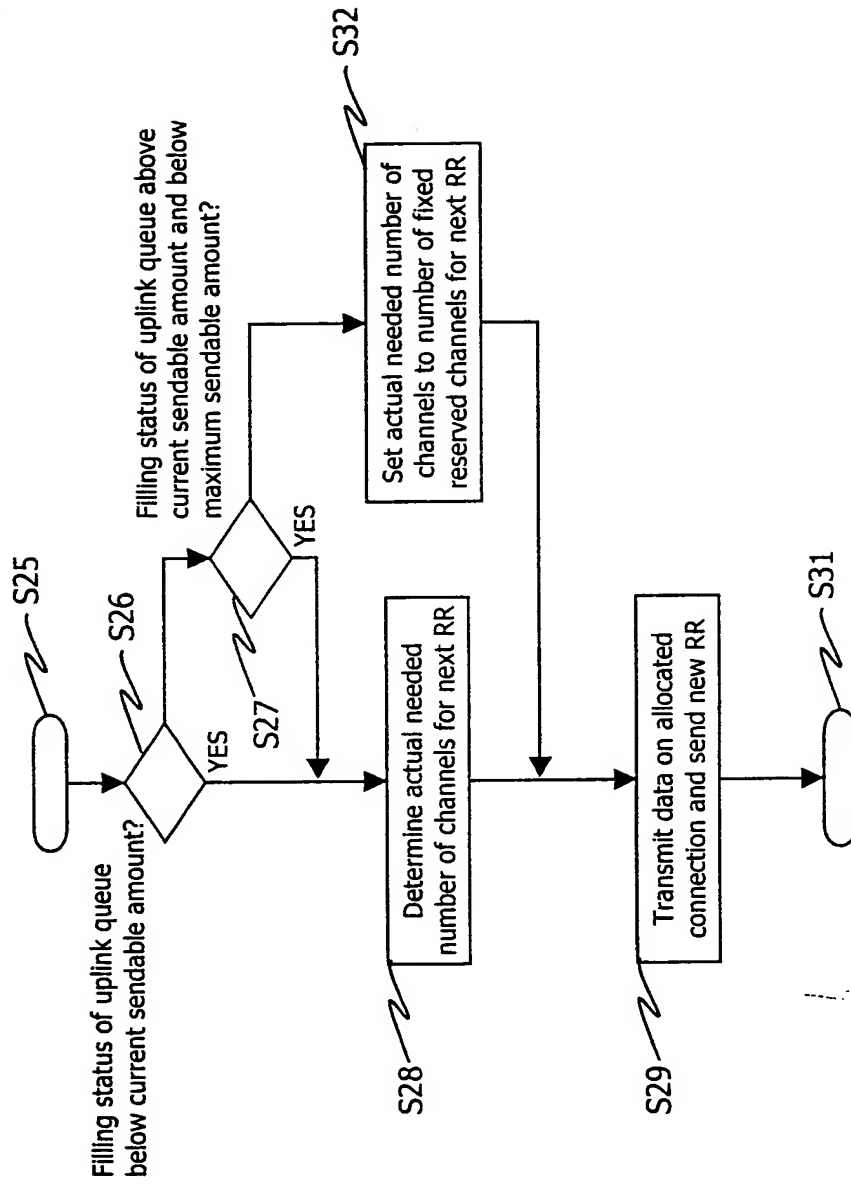 S25
Filling status of uplink queue
below current sendable amount?
S26
YES
Filling status of uplink queue above
current sendable amount and below
maximum sendable amount?
S27
YES
S28
Determine actual needed
number of channels for next RR
S32
Set actual needed number of
channels to number of fixed
reserved channels for next RR
S29
Transmit data on allocated
connection and send new RR
S31